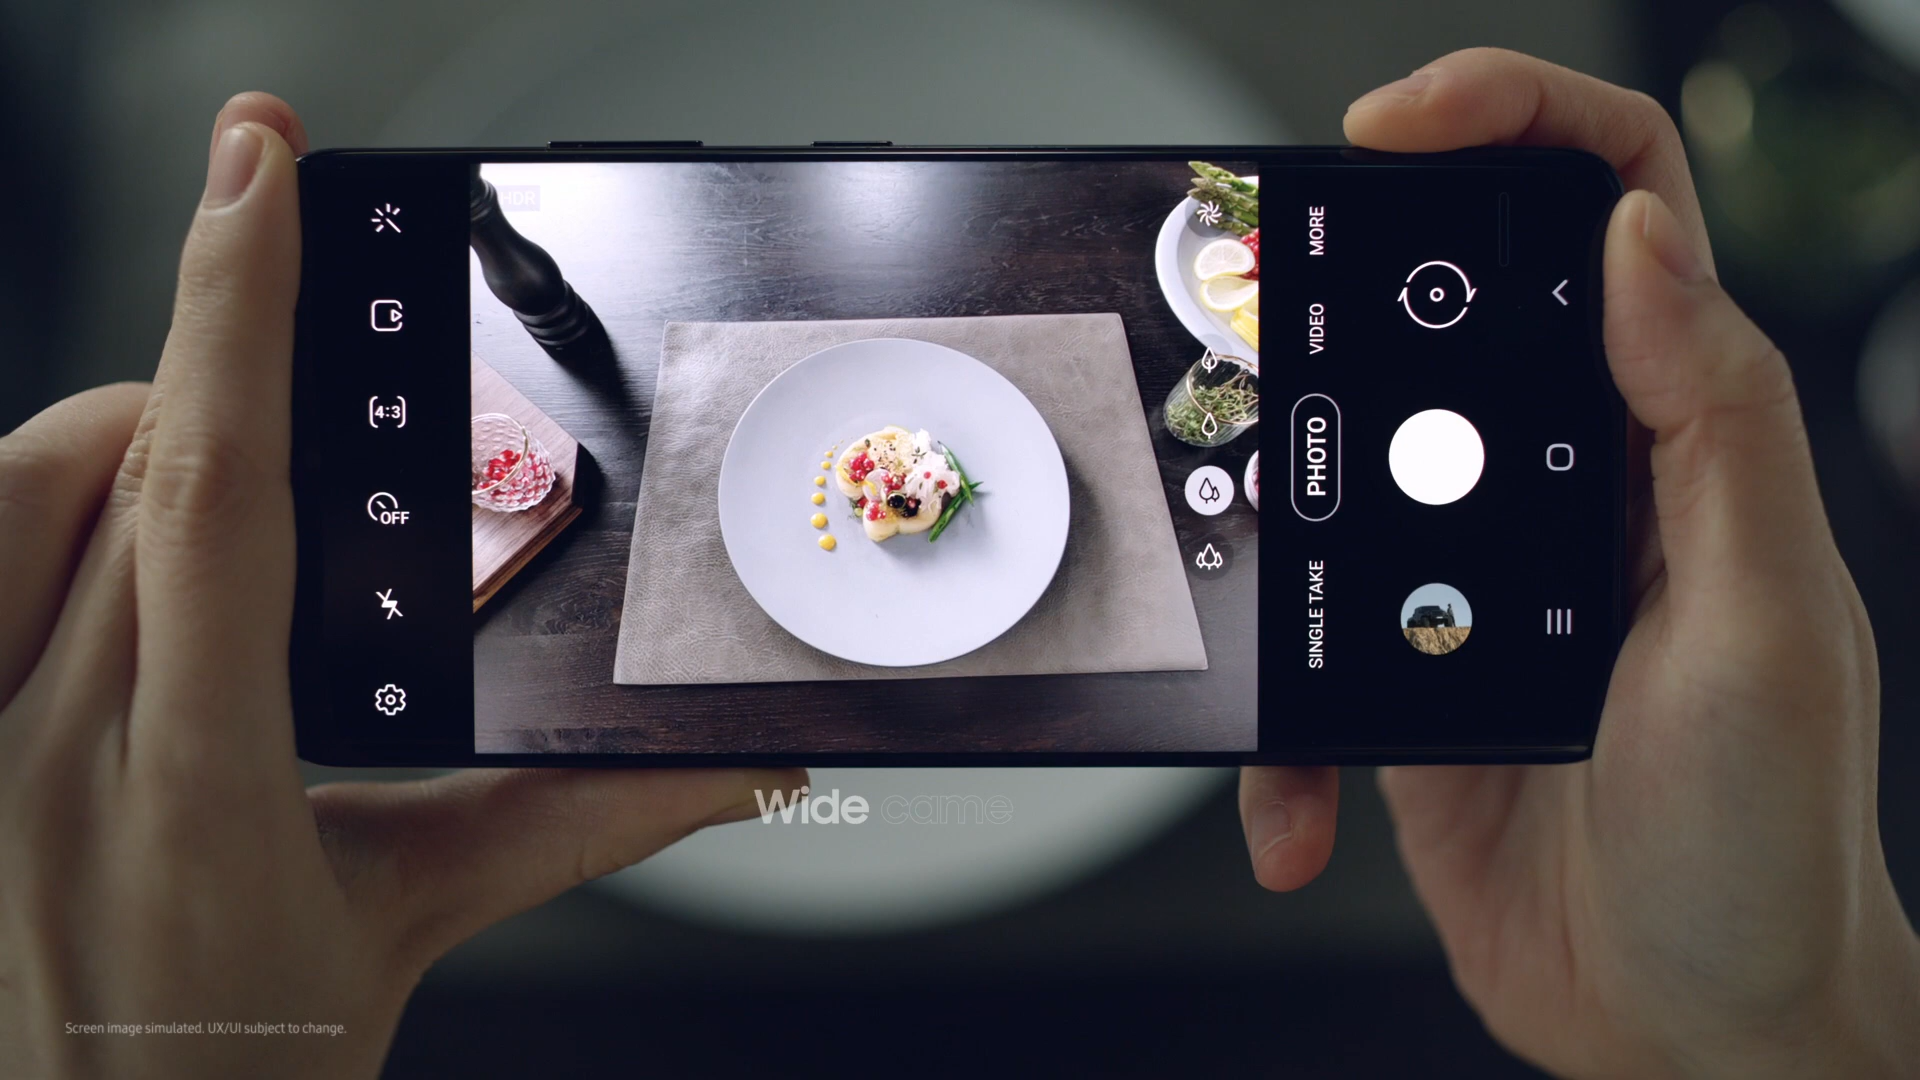 HDR
4:3
OFF
MORE
VIDEO
PHOTO
SINGLE TAKE
Wide came
Screen image simulated. UX/UI subject to change.